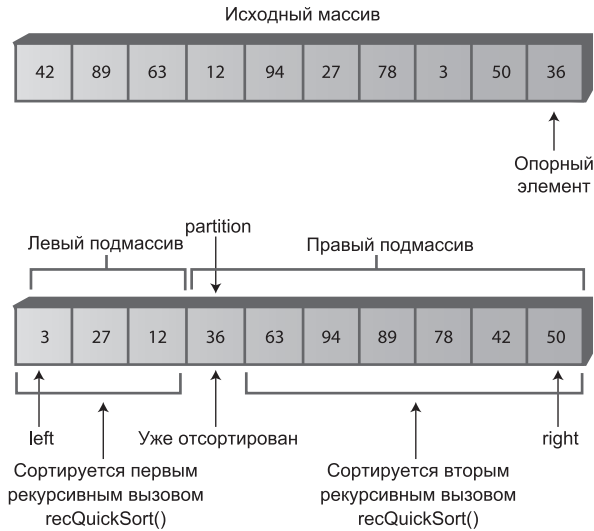 Исходный массив
42 89 63 12 94 27 78 3 50 36
Опорный
элемент
partition
Левый подмассив
Правый подмассив
3 27 12 36 63 94 89 78 42 50
left
Уже отсортирован
right
Сортируется первым
рекурсивным вызовом
recQuickSort()
Сортируется вторым
рекурсивным вызовом
recQuickSort()